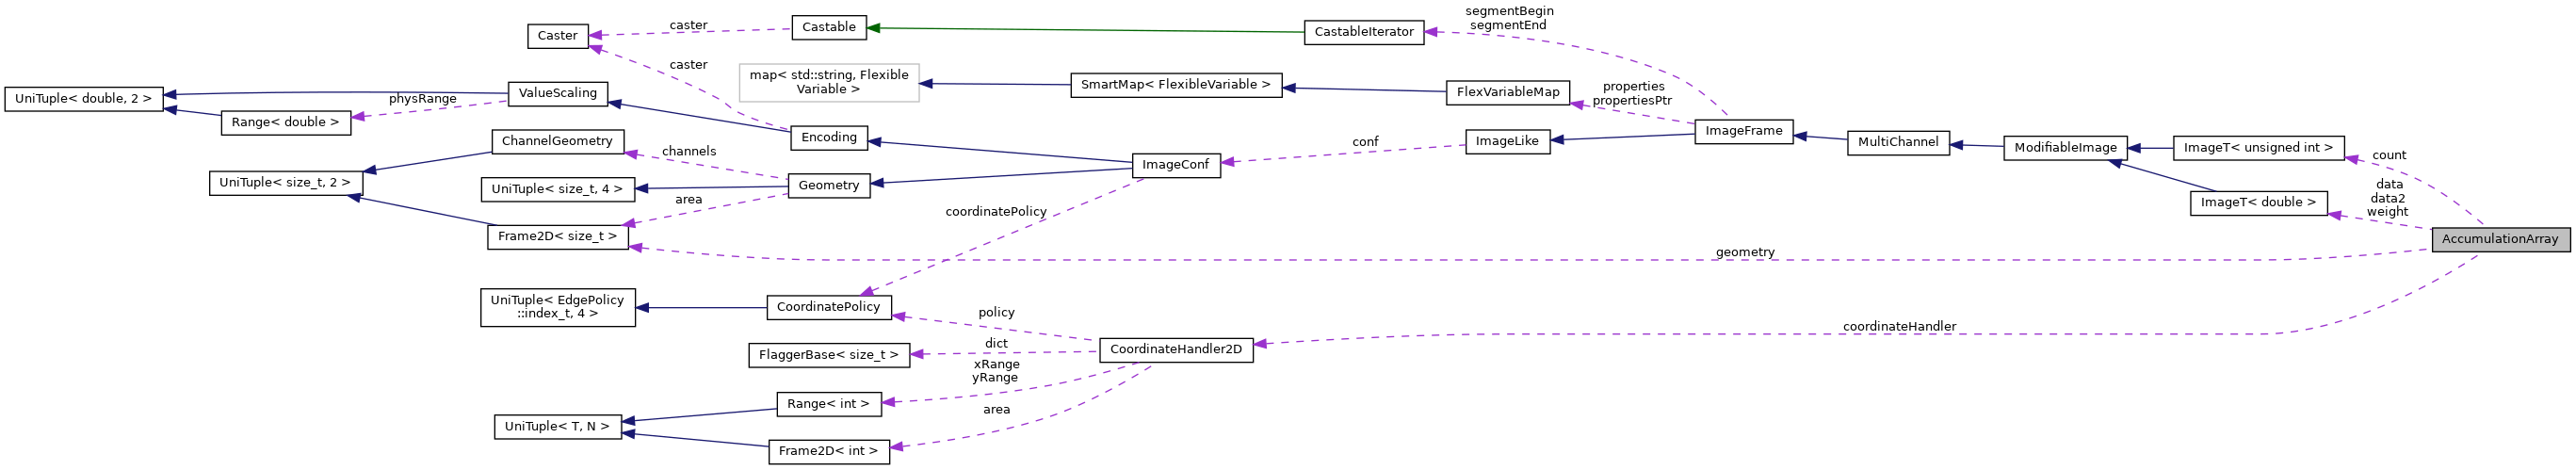 segmentBegin
segmentEnd
Castable
caster
Caster
CastableIterator
caster
map< std::string, Flexible
Variable >
SmartMap< FlexibleVariable >
FlexVariableMap
properties
propertiesPtr
ValueScaling
UniTuple< double, 2 >
physRange
Range< double >
ImageFrame
Encoding
ChannelGeometry
channels
conf
ImageLike
MultiChannel
ModifiableImage
ImageT< unsigned int >
count
ImageConf
UniTuple< size_t, 2 >
UniTuple< size_t, 4 >
Geometry
data
data2
weight
area
ImageT< double >
coordinatePolicy
Frame2D< size_t >
AccumulationArray
geometry
UniTuple< EdgePolicy
::index_t, 4 >
CoordinatePolicy
policy
coordinateHandler
dict
FlaggerBase< size_t >
CoordinateHandler2D
xRange
yRange
Range< int >
area
UniTuple< T, N >
Frame2D< int >